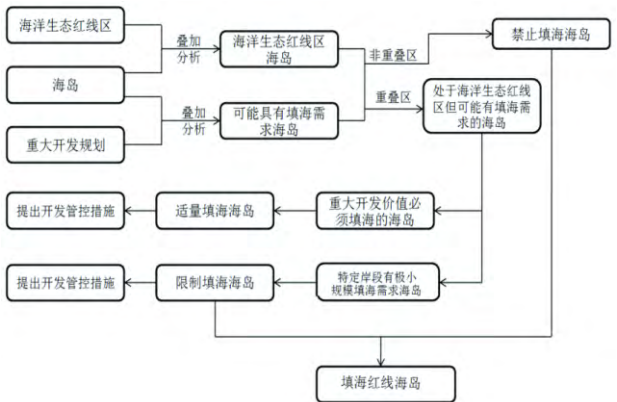 海洋生态红线区
海岛
重大开发规划
叠加
分析
叠加
分析
海洋生态红线区
海岛
可能具有填海需
求海岛
非重叠区
重叠区
禁止填海海岛
处于海洋生态红线
区但可能有填海需
求的海岛
提出开发管控措施
适量填海海岛
重大开发价值必
须填海的海岛
提出开发管控措施
限制填海海岛
特定岸段有极小
规模填海需求海岛
填海红线海岛